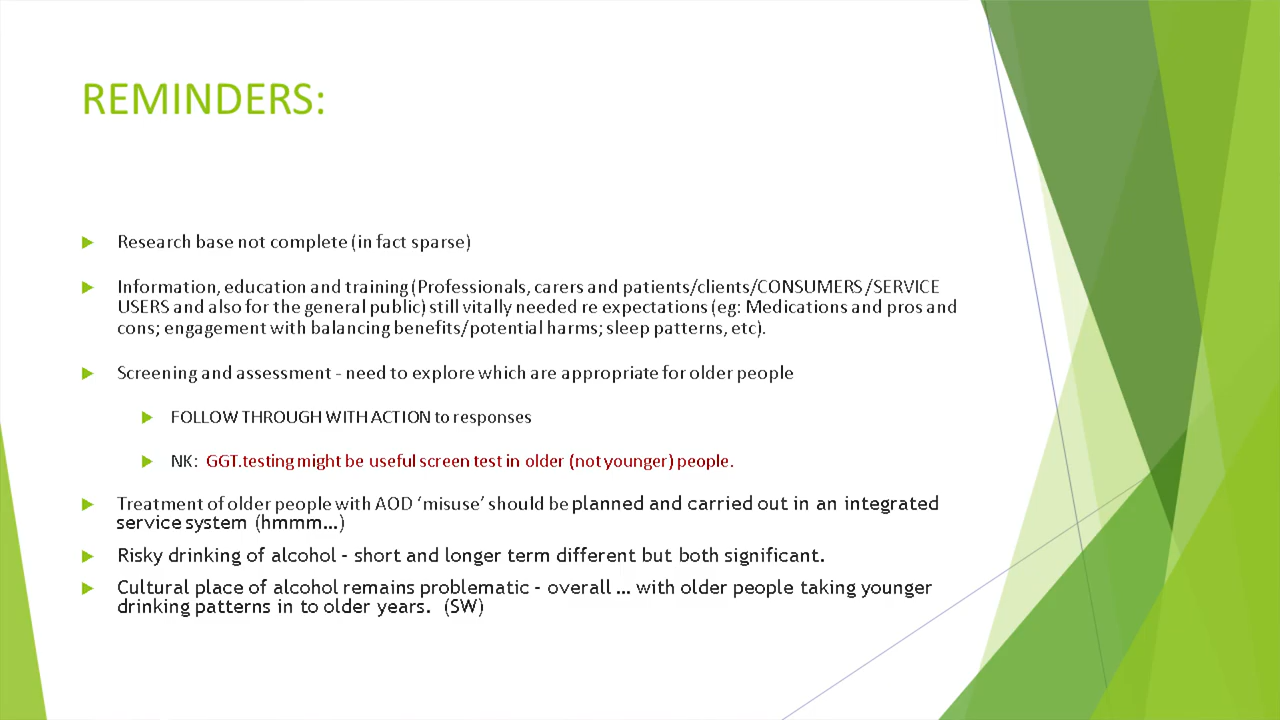 REMINDERS:
Research base not complete (in fact sparse)
Information, education and training (Professionals, carers and patients/clients/CONSUMERS /SERVICE
USERS and also for the general public) still vitally needed re expectations (eg: Medications and pros and
cons; engagement with balancing benefits/potential harms; sleep patterns, etc).
Screening and assessment - need to explore which are appropriate for older people
FOLLOW THROUGH WITH ACTION to responses
NK: GGT.testing might be useful screen test in older (not younger) people.
Treatment of older people with AOD ‘misuse’ should be planned and carried out in an integrated
service system (hmmm…)
Risky drinking of alcohol – short and longer term different but both significant.
Cultural place of alcohol remains problematic – overall … with older people taking younger
drinking patterns in to older years. (SW)